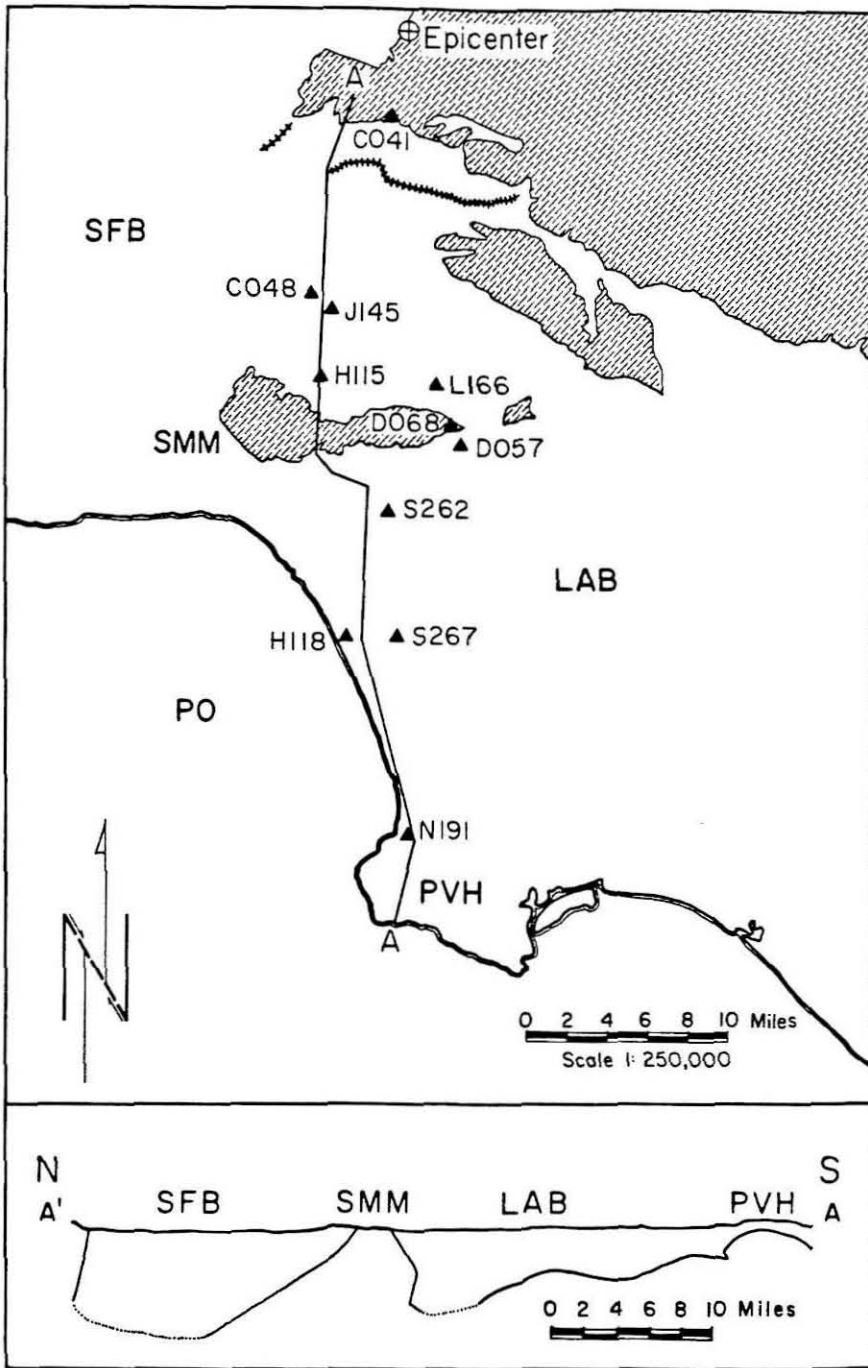 Epicenter
A
C041
SFB
C048
J145
H115
L166
D068
SMM
D057
S262
LAB
H118
S267
PO
N191
PVH
A
N
0 2 4 6 8 10 Miles
Scale 1: 250,000
N
S
A'
SFB
SMM
LAB
PVH
A
0 2 4 6 8 10 Miles